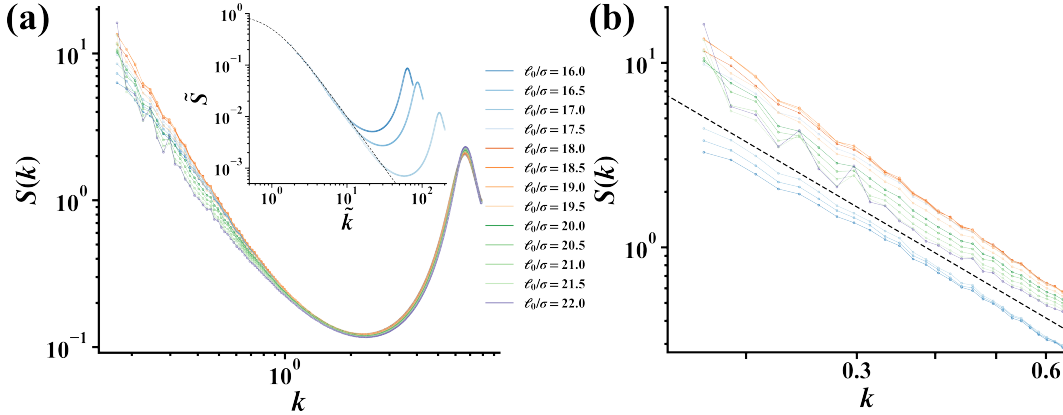 (a)
S(k)
10¹
10⁰
10⁻¹
10⁰
k
S̃
10⁰
10⁻¹
10⁻²
10⁻³
10⁰
10¹
10²
k̃
ℓ₀/σ = 16.0
ℓ₀/σ = 16.5
ℓ₀/σ = 17.0
ℓ₀/σ = 17.5
ℓ₀/σ = 18.0
ℓ₀/σ = 18.5
ℓ₀/σ = 19.0
ℓ₀/σ = 19.5
ℓ₀/σ = 20.0
ℓ₀/σ = 20.5
ℓ₀/σ = 21.0
ℓ₀/σ = 21.5
ℓ₀/σ = 22.0
(b)
S(k)
10¹
10⁰
0.3
0.6
k